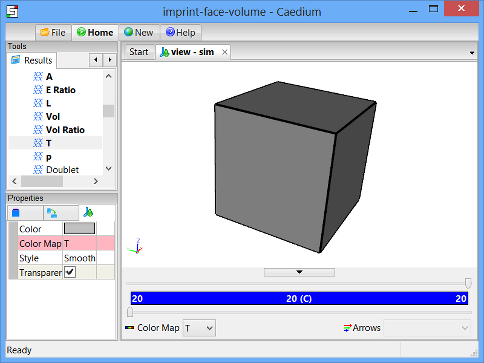 imprint-face-volume - Caedium
File Home New Help
Tools
Results
A
E Ratio
L
Vol
Vol Ratio
T
p
Doublet
Properties
Color
Color Map T
Style Smooth
Transparer
Start view - sim
20 20 (C) 20
Color Map T Arrows
Ready